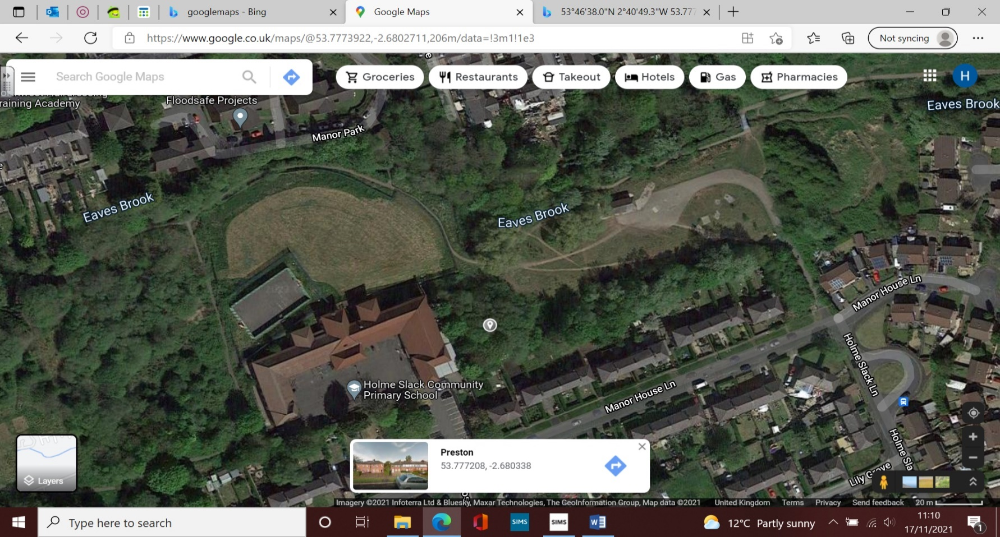 googlemaps - Bing
Google Maps
53°46'38.0"N 2°40'49.3"W 53.777
https://www.google.co.uk/maps/@53.7773922,-2.6802711,206m/data=!3m1!1e3
Not syncing
Search Google Maps
Groceries
Restaurants
Takeout
Hotels
Gas
Pharmacies
H
raining Academy
Floodsafe Projects
Eaves Brook
Manor Park
Eaves Brook
Eaves Brook
Manor House Ln
Holme Slack Ln
Holme Slack Community
Primary School
Manor House Ln
Holme Sla
Lily Grove
Layers
Preston
53.777208, -2.680338
Imagery ©2021 Infoterra Ltd & Bluesky, Maxar Technologies, The GeoInformation Group, Map data ©2021 United Kingdom Terms Privacy Send feedback 20 m
Type here to search
SIMS
SIMS
W
12°C Partly sunny
11:10
17/11/2021
1